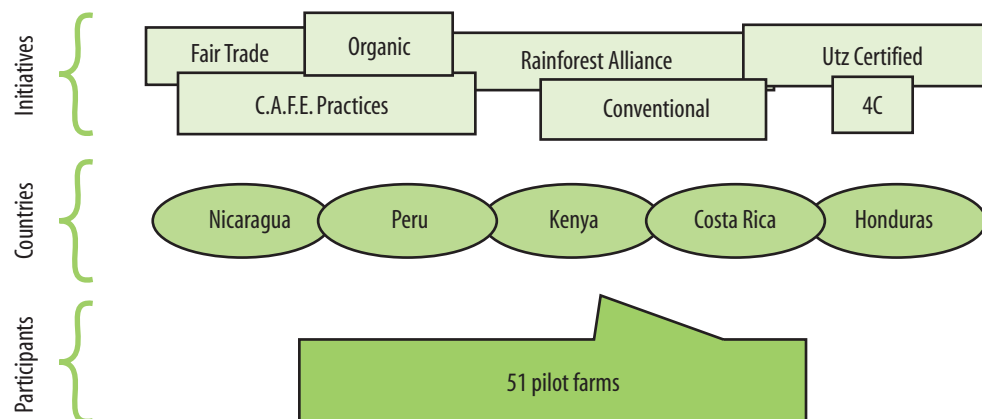 Initiatives
Fair Trade
Organic
Rainforest Alliance
Utz Certified
C.A.F.E. Practices
Conventional
4C
Countries
Nicaragua
Peru
Kenya
Costa Rica
Honduras
Participants
51 pilot farms